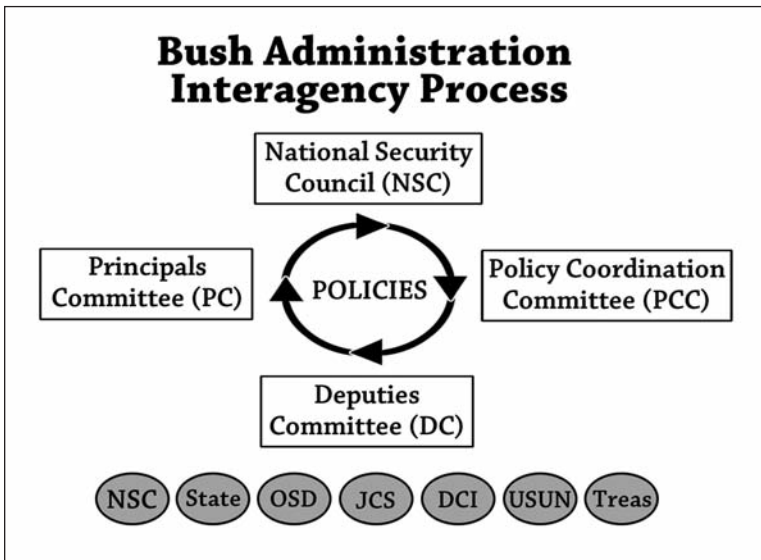 Bush Administration
Interagency Process
National Security
Council (NSC)
Principals
Committee (PC)
POLICIES
Policy Coordination
Committee (PCC)
Deputies
Committee (DC)
NSC State OSD JCS DCI USUN Treas